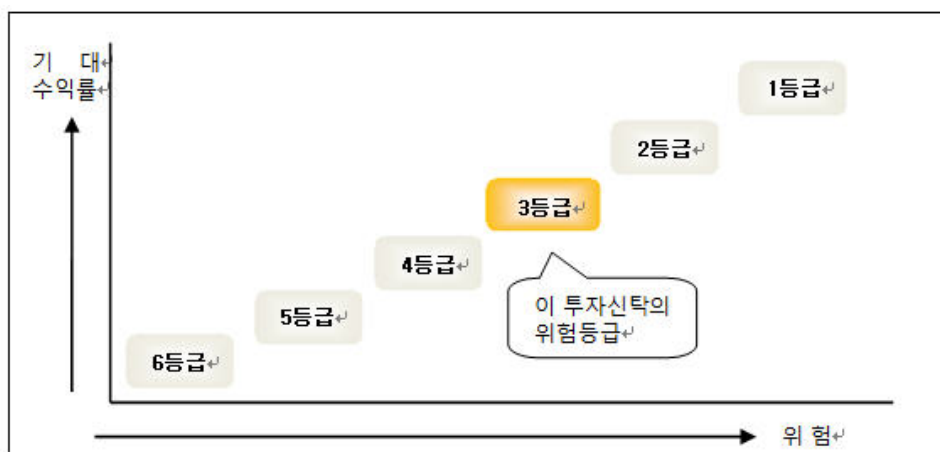 기 대
수익률
1등급
2등급
3등급
4등급
이 투자신탁의
위험등급
5등급
6등급
위 험